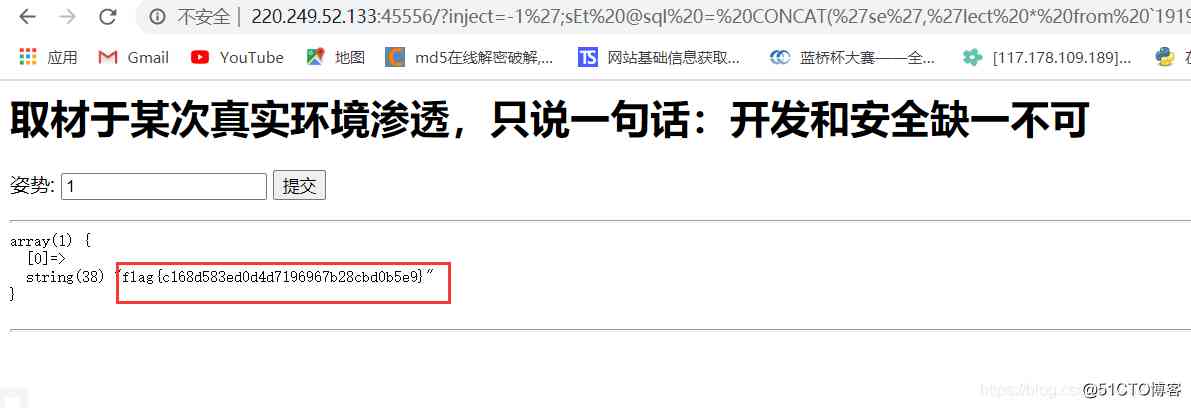 不安全 | 220.249.52.133:45556/?inject=-1%27;sEt%20@sql%20=%20CONCAT(%27se%27,%27lect%20*%20from%20`1919
应用 Gmail YouTube 地图 md5在线解密破解,... 网站基础信息获取... 蓝桥杯大赛——全... [117.178.109.189]...
取材于某次真实环境渗透，只说一句话：开发和安全缺一不可
姿势: 1 提交
array(1) {
[0]=>
string(38) "flag{c168d583ed0d4d7196967b28cbd0b5e9}"
}
@51CTO博客